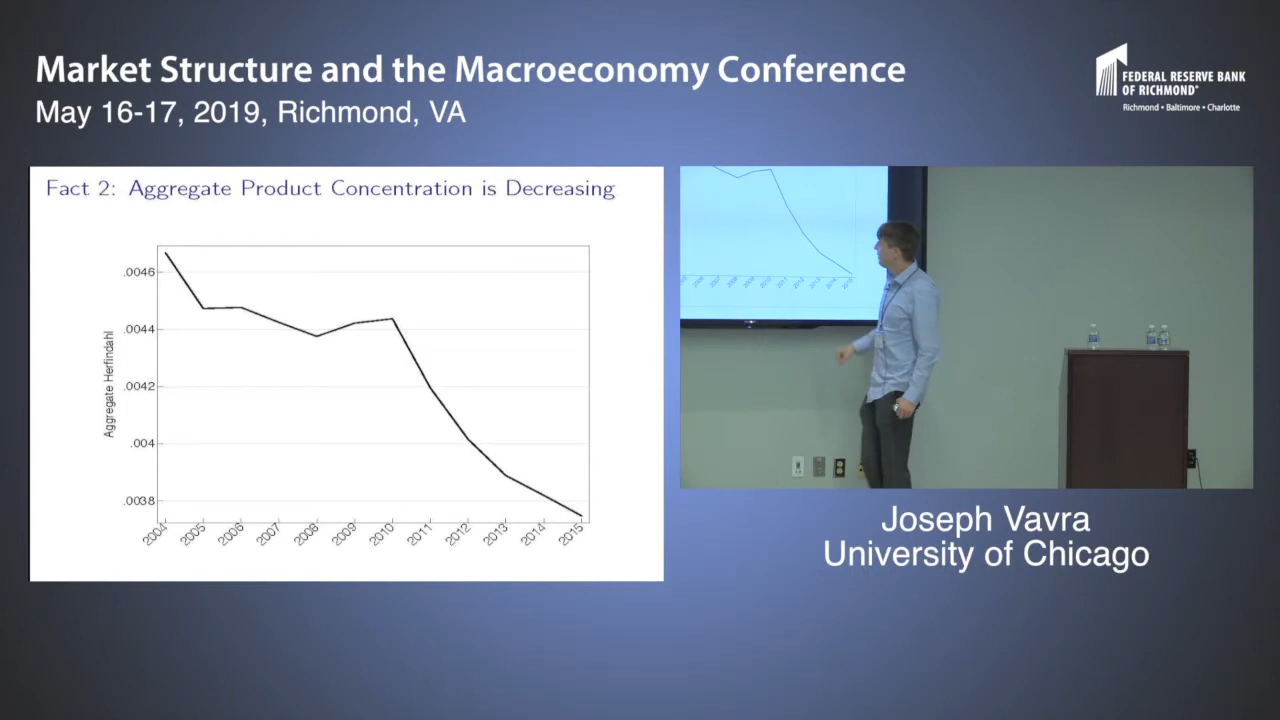 Market Structure and the Macroeconomy Conference
May 16-17, 2019, Richmond, VA
FEDERAL RESERVE BANK
OF RICHMOND®
Richmond • Baltimore • Charlotte
Fact 2: Aggregate Product Concentration is Decreasing
Aggregate Herfindahl
.0046
.0044
.0042
.004
.0038
2004
2005
2006
2007
2008
2009
2010
2011
2012
2013
2014
2015
Joseph Vavra
University of Chicago